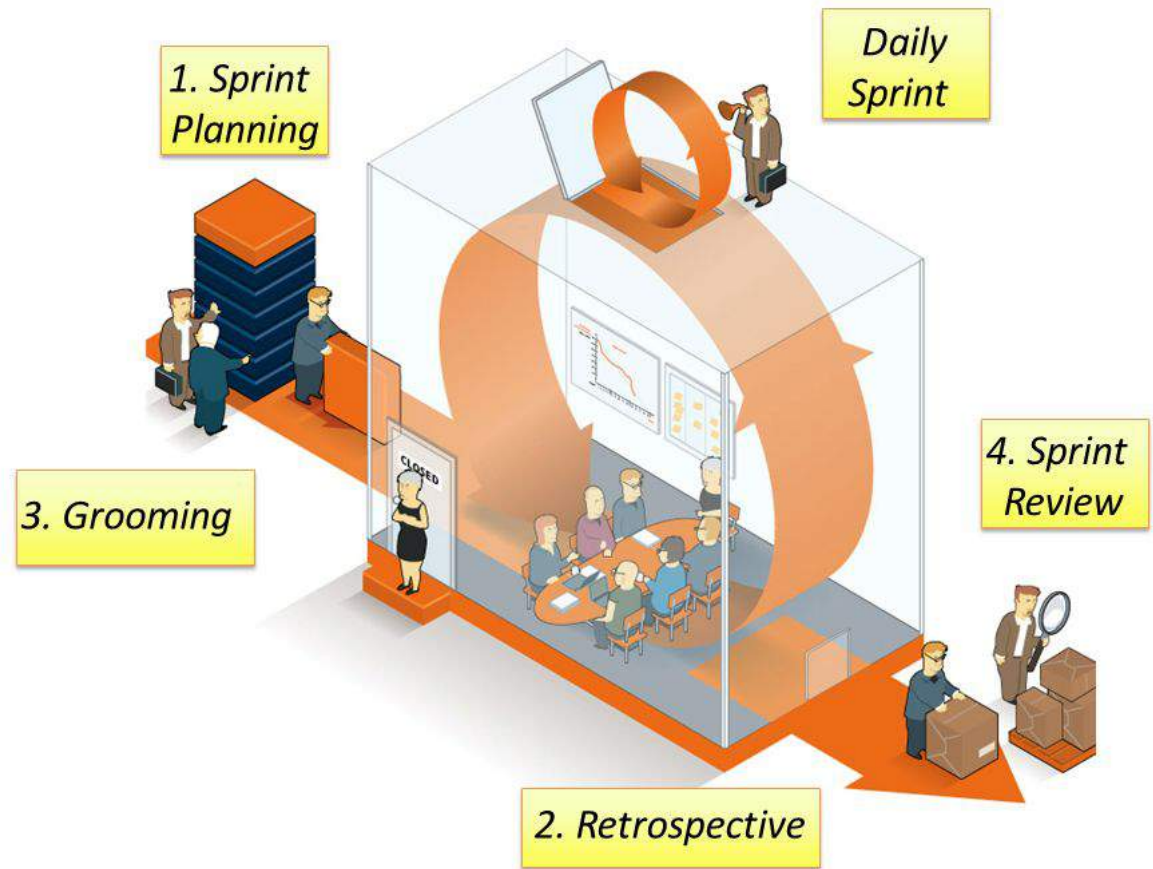 1. Sprint
Planning
Daily
Sprint
3. Grooming
CLOSED
4. Sprint
Review
2. Retrospective